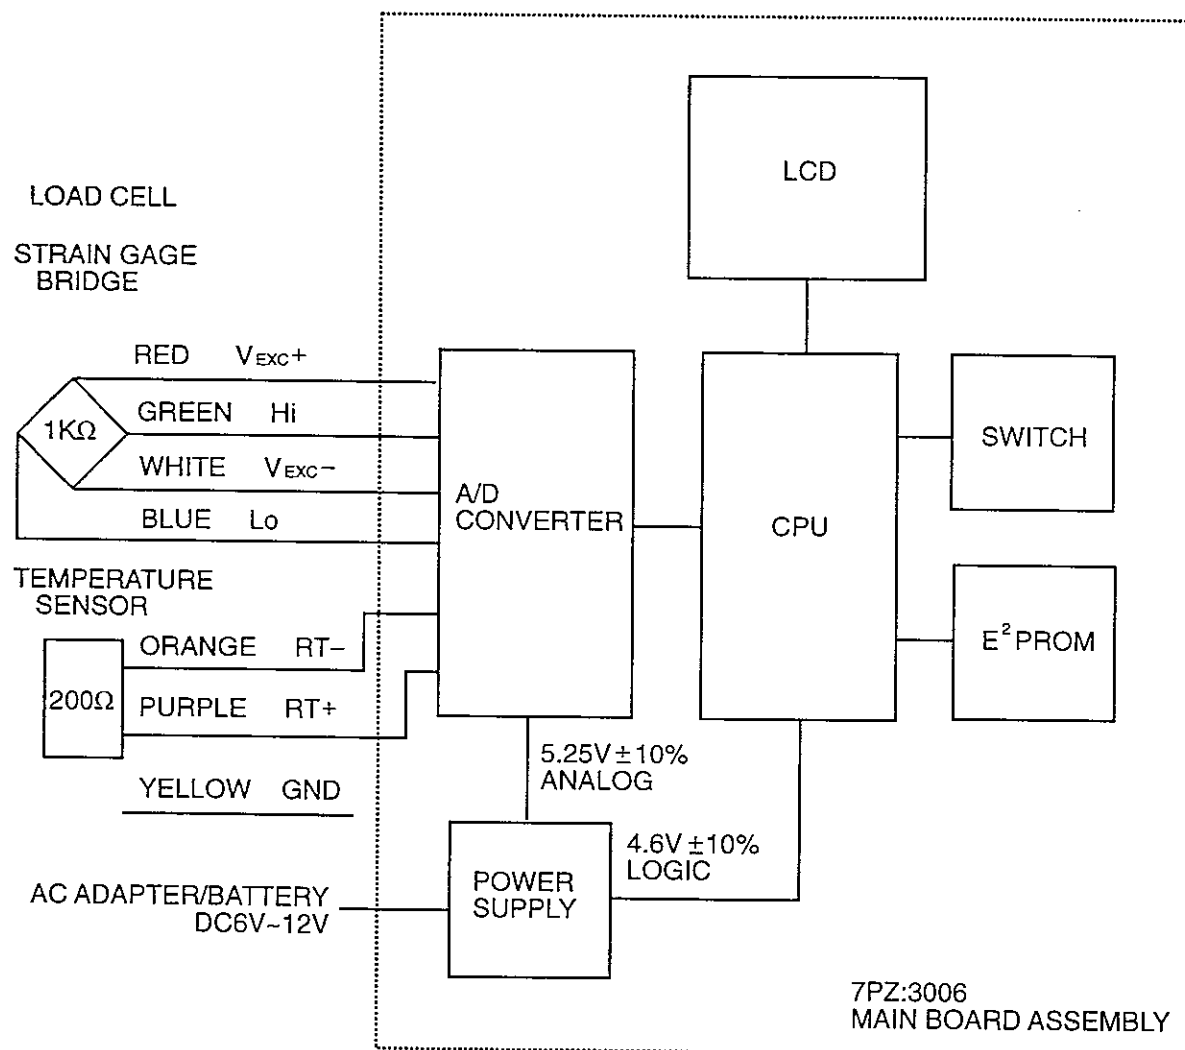 LCD
LOAD CELL
STRAIN GAGE
BRIDGE
RED VEXC+
GREEN Hi
1KΩ
WHITE VEXC−
BLUE Lo
A/D
CONVERTER
CPU
SWITCH
TEMPERATURE
SENSOR
ORANGE RT−
200Ω
PURPLE RT+
E²PROM
YELLOW GND
5.25V±10%
ANALOG
4.6V±10%
LOGIC
POWER
SUPPLY
AC ADAPTER/BATTERY
DC6V~12V
7PZ:3006
MAIN BOARD ASSEMBLY